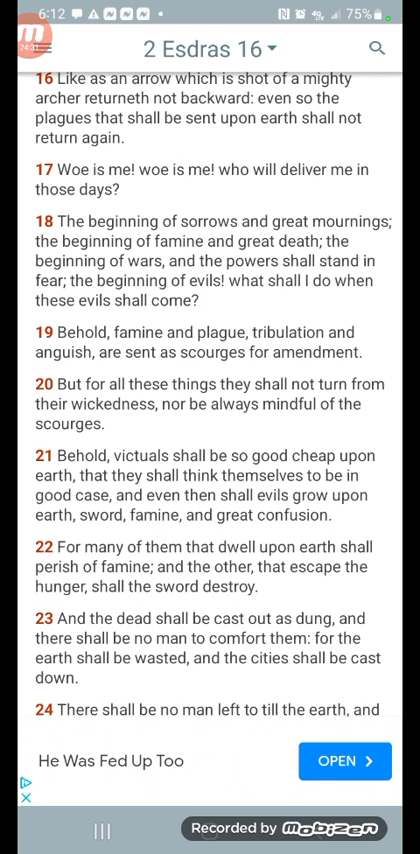 6:12 75%
24:31
2 Esdras 16
16 Like as an arrow which is shot of a mighty
archer returneth not backward: even so the
plagues that shall be sent upon earth shall not
return again.
17 Woe is me! woe is me! who will deliver me in
those days?
18 The beginning of sorrows and great mournings;
the beginning of famine and great death; the
beginning of wars, and the powers shall stand in
fear; the beginning of evils! what shall I do when
these evils shall come?
19 Behold, famine and plague, tribulation and
anguish, are sent as scourges for amendment.
20 But for all these things they shall not turn from
their wickedness, nor be always mindful of the
scourges.
21 Behold, victuals shall be so good cheap upon
earth, that they shall think themselves to be in
good case, and even then shall evils grow upon
earth, sword, famine, and great confusion.
22 For many of them that dwell upon earth shall
perish of famine; and the other, that escape the
hunger, shall the sword destroy.
23 And the dead shall be cast out as dung, and
there shall be no man to comfort them: for the
earth shall be wasted, and the cities shall be cast
down.
24 There shall be no man left to till the earth, and
He Was Fed Up Too
OPEN
Recorded by mobizen